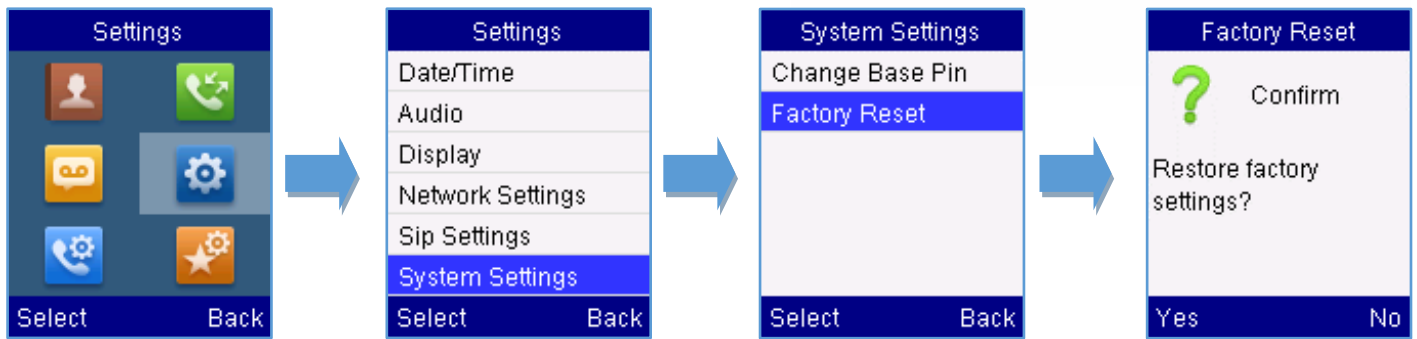 Settings
Select Back
Settings
Date/Time
Audio
Display
Network Settings
Sip Settings
System Settings
Select Back
System Settings
Change Base Pin
Factory Reset
Select Back
Factory Reset
Confirm
Restore factory
settings?
Yes No